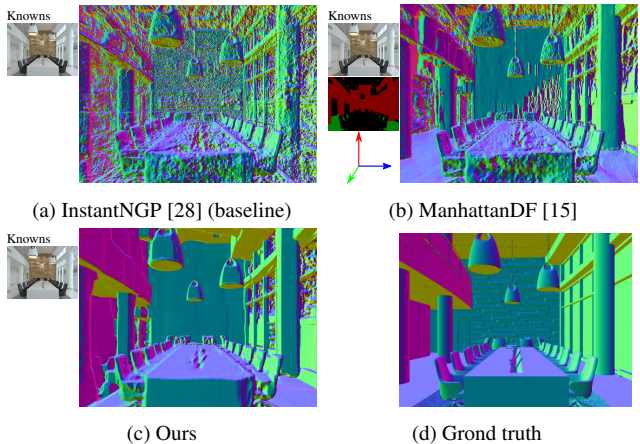 Knowns
Knowns
(a) InstantNGP [28] (baseline)
(b) ManhattanDF [15]
Knowns
(c) Ours
(d) Grond truth